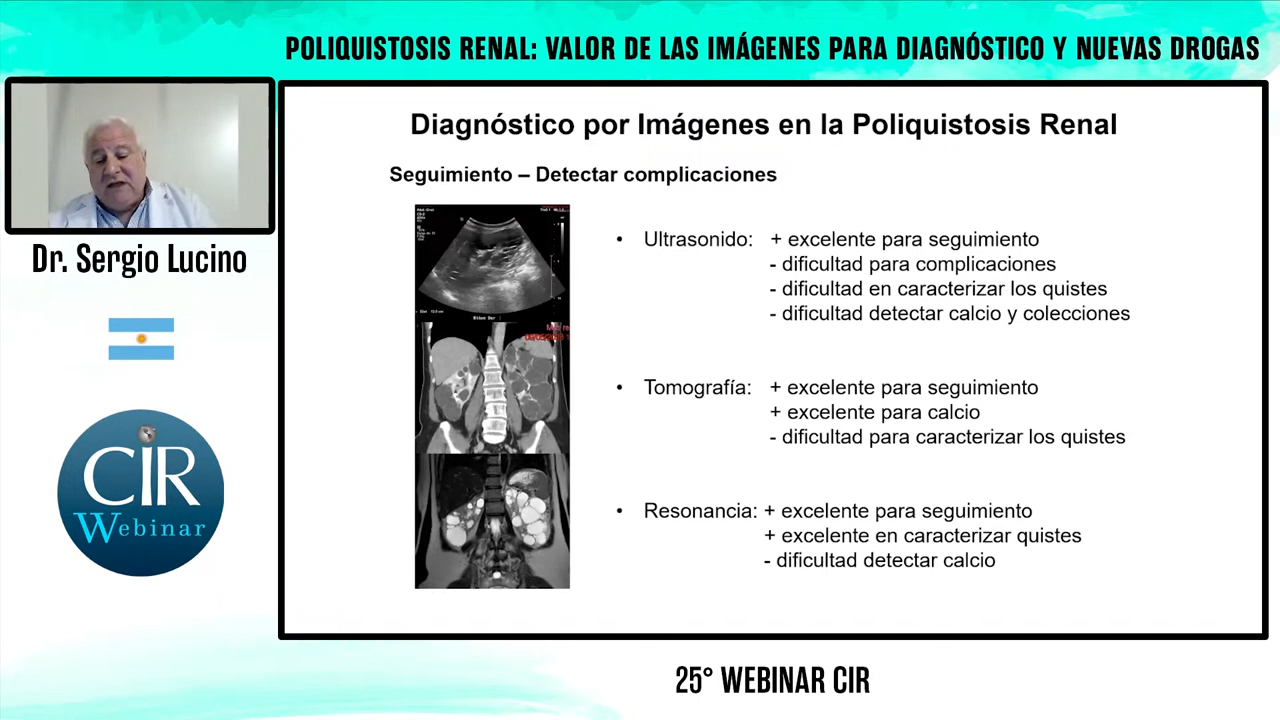 POLIQUISTOSIS RENAL: VALOR DE LAS IMÁGENES PARA DIAGNÓSTICO Y NUEVAS DROGAS
Dr. Sergio Lucino
CIR
Webinar
Diagnóstico por Imágenes en la Poliquistosis Renal
Seguimiento – Detectar complicaciones
• Ultrasonido: + excelente para seguimiento
- dificultad para complicaciones
- dificultad en caracterizar los quistes
- dificultad detectar calcio y colecciones
• Tomografía: + excelente para seguimiento
+ excelente para calcio
- dificultad para caracterizar los quistes
• Resonancia: + excelente para seguimiento
+ excelente en caracterizar quistes
- dificultad detectar calcio
25° WEBINAR CIR